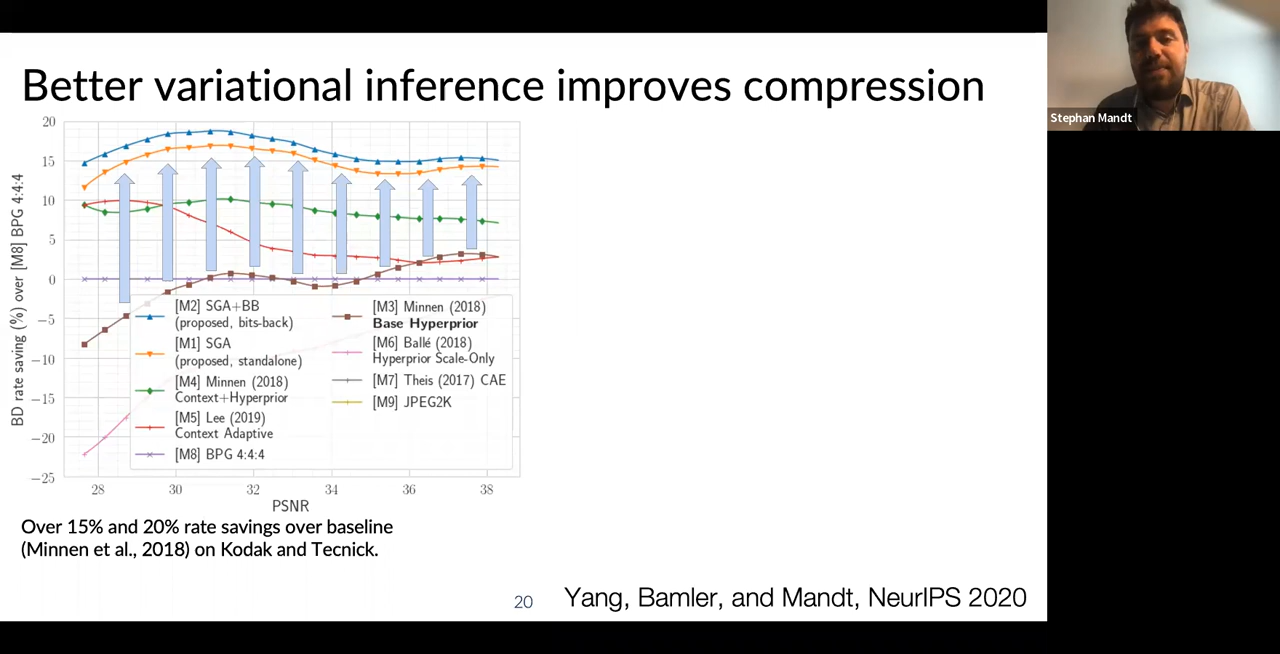 Better variational inference improves compression
Stephan Mandt
BD rate saving (%) over [M8] BPG 4:4:4
20
15
10
5
0
−5
−10
−15
−20
−25
[M2] SGA+BB
(proposed, bits-back)
[M1] SGA
(proposed, standalone)
[M4] Minnen (2018)
Context+Hyperprior
[M5] Lee (2019)
Context Adaptive
[M8] BPG 4:4:4
[M3] Minnen (2018)
Base Hyperprior
[M6] Ballé (2018)
Hyperprior Scale-Only
[M7] Theis (2017) CAE
[M9] JPEG2K
28 30 32 34 36 38
PSNR
Over 15% and 20% rate savings over baseline
(Minnen et al., 2018) on Kodak and Tecnick.
20
Yang, Bamler, and Mandt, NeurIPS 2020